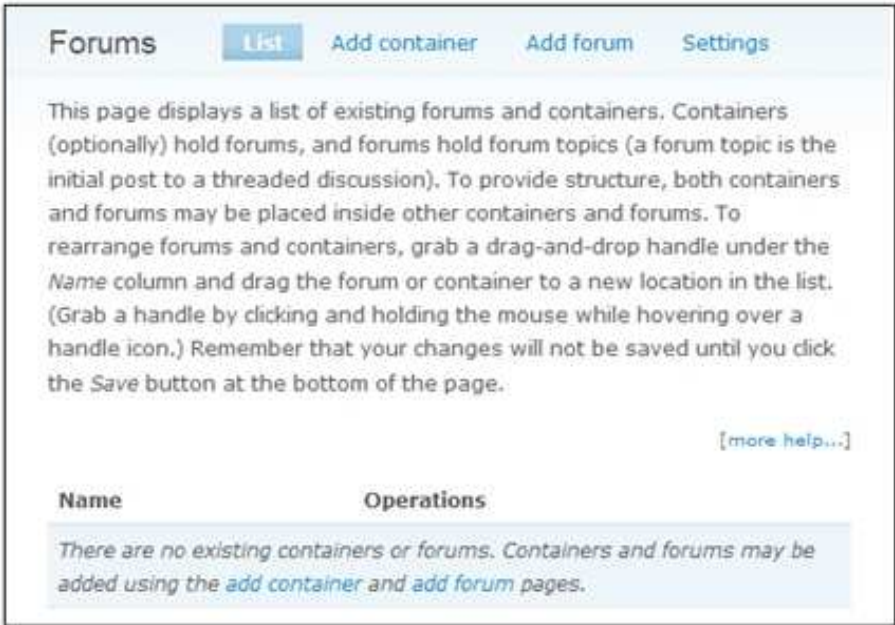 Forums List Add container Add forum Settings
This page displays a list of existing forums and containers. Containers
(optionally) hold forums, and forums hold forum topics (a forum topic is the
initial post to a threaded discussion). To provide structure, both containers
and forums may be placed inside other containers and forums. To
rearrange forums and containers, grab a drag-and-drop handle under the
Name column and drag the forum or container to a new location in the list.
(Grab a handle by clicking and holding the mouse while hovering over a
handle icon.) Remember that your changes will not be saved until you click
the Save button at the bottom of the page.
[more help...]
Name Operations
There are no existing containers or forums. Containers and forums may be
added using the add container and add forum pages.